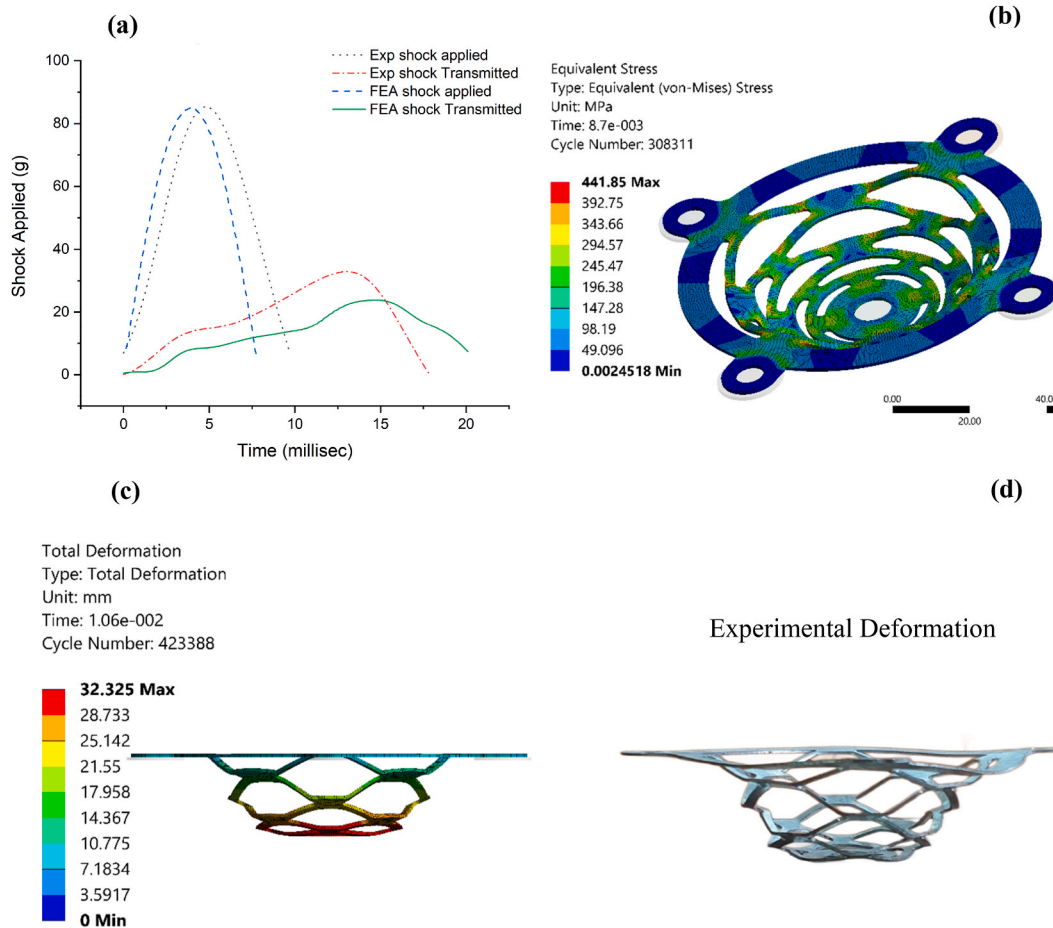 (a)
Exp shock applied
Exp shock Transmitted
FEA shock applied
FEA shock Transmitted
100
80
60
40
20
0
Shock Applied (g)
0
5
10
15
20
Time (millisec)
(b)
Equivalent Stress
Type: Equivalent (von-Mises) Stress
Unit: MPa
Time: 8.7e-003
Cycle Number: 308311
441.85 Max
392.75
343.66
294.57
245.47
196.38
147.28
98.19
49.096
0.0024518 Min
0.00
40.0
20.00
(c)
Total Deformation
Type: Total Deformation
Unit: mm
Time: 1.06e-002
Cycle Number: 423388
32.325 Max
28.733
25.142
21.55
17.958
14.367
10.775
7.1834
3.5917
0 Min
(d)
Experimental Deformation